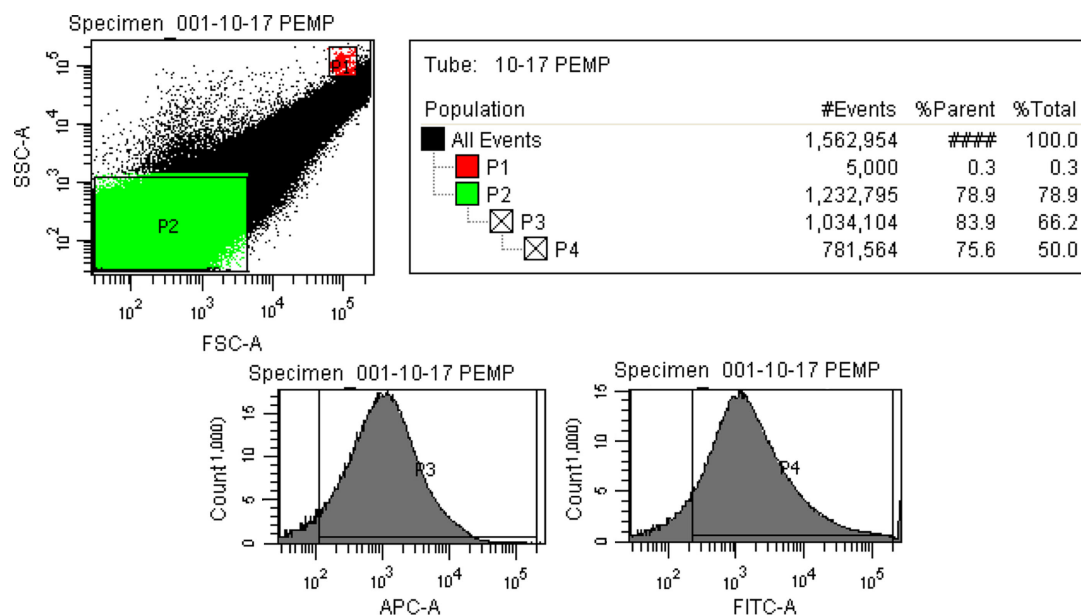 Specimen_001-10-17 PEMP
SSC-A
10^5
10^4
10^3
10^2
P1
P2
10^2 10^3 10^4 10^5
FSC-A
Tube: 10-17 PEMP
Population #Events %Parent %Total
All Events 1,562,954 #### 100.0
P1 5,000 0.3 0.3
P2 1,232,795 78.9 78.9
P3 1,034,104 83.9 66.2
P4 781,564 75.6 50.0
Specimen_001-10-17 PEMP
Count 1,000)
15
10
5
0
P3
10^2 10^3 10^4 10^5
APC-A
Specimen_001-10-17 PEMP
Count 1,000)
15
10
5
0
P4
10^2 10^3 10^4 10^5
FITC-A